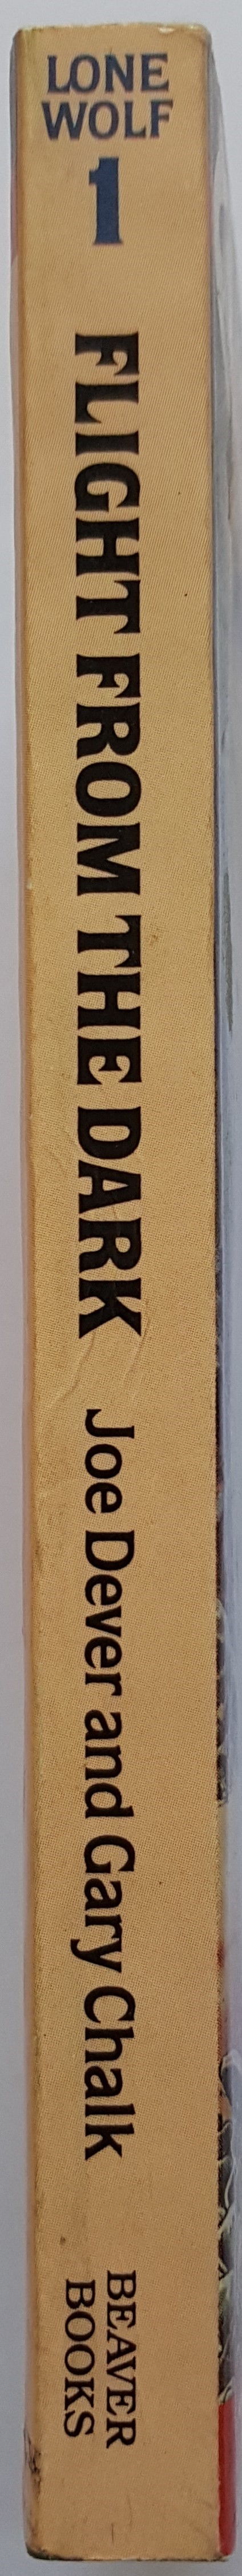 LONE
WOLF
1
FLIGHT FROM THE DARK
Joe Dever and Gary Chalk
BEAVER
BOOKS